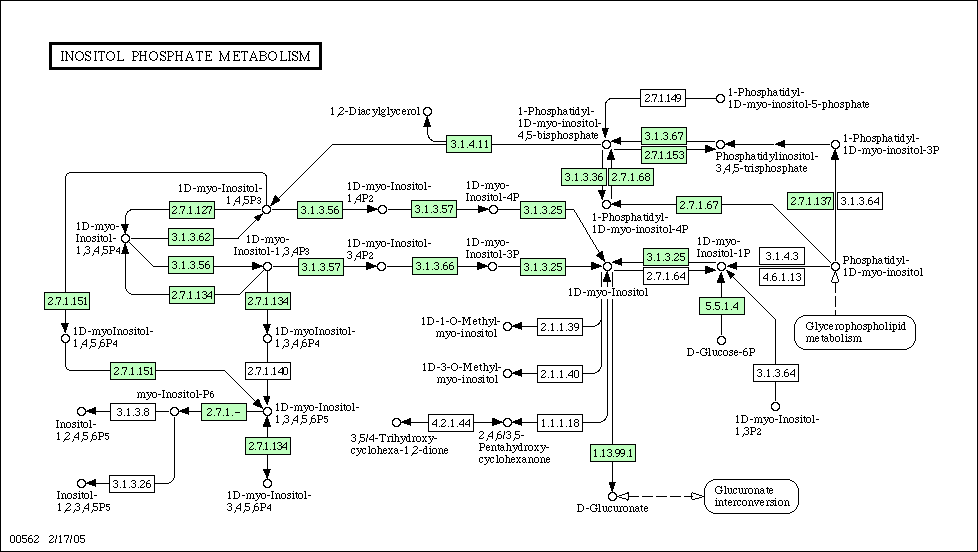 INOSITOL PHOSPHATE METABOLISM
2.7.1.149
1-Phosphatidyl-
1D-myo-inositol-5-phosphate
1,2-Diacylglycerol
1-Phosphatidyl-
1D-myo-inositol-
4,5-bisphosphate
3.1.4.11
3.1.3.67
2.7.1.153
Phosphatidylinositol-
3,4,5-trisphosphate
1-Phosphatidyl-
1D-myo-inositol-3P
3.1.3.36
2.7.1.68
1D-myo-Inositol-
1,4,5P3
1D-myo-Inositol-
1,4P2
1D-myo-
Inositol-4P
2.7.1.127
3.1.3.56
3.1.3.57
3.1.3.25
1-Phosphatidyl-
1D-myo-inositol-4P
2.7.1.67
2.7.1.137
3.1.3.64
1D-myo-
Inositol-
1,3,4,5P4
3.1.3.62
1D-myo-
Inositol-1,3,4P3
1D-myo-Inositol-
3,4P2
1D-myo-
Inositol-3P
1D-myo-
Inositol-1P
3.1.3.56
3.1.3.57
3.1.3.66
3.1.3.25
3.1.3.25
2.7.1.64
3.1.4.3
4.6.1.13
Phosphatidyl-
1D-myo-inositol
1D-myo-Inositol
2.7.1.134
2.7.1.151
2.7.1.134
5.5.1.4
1D-myoInositol-
1,4,5,6P4
1D-myoInositol-
1,3,4,6P4
1D-1-O-Methyl-
myo-inositol
2.1.1.39
D-Glucose-6P
Glycerophospholipid
metabolism
2.7.1.151
2.7.1.140
1D-3-O-Methyl-
myo-inositol
2.1.1.40
3.1.3.64
myo-Inositol-P6
3.1.3.8
2.7.1.-
Inositol-
1,2,4,5,6P5
1D-myo-Inositol-
1,3,4,5,6P5
4.2.1.44
1.1.1.18
3,5/4-Trihydroxy-
cyclohexa-1,2-dione
2,4,6/3,5-
Pentahydroxy-
cyclohexanone
1D-myo-Inositol-
1,3P2
2.7.1.134
1.13.99.1
3.1.3.26
Inositol-
1,2,3,4,5P5
1D-myo-Inositol-
3,4,5,6P4
D-Glucuronate
Glucuronate
interconversion
00562 2/17/05